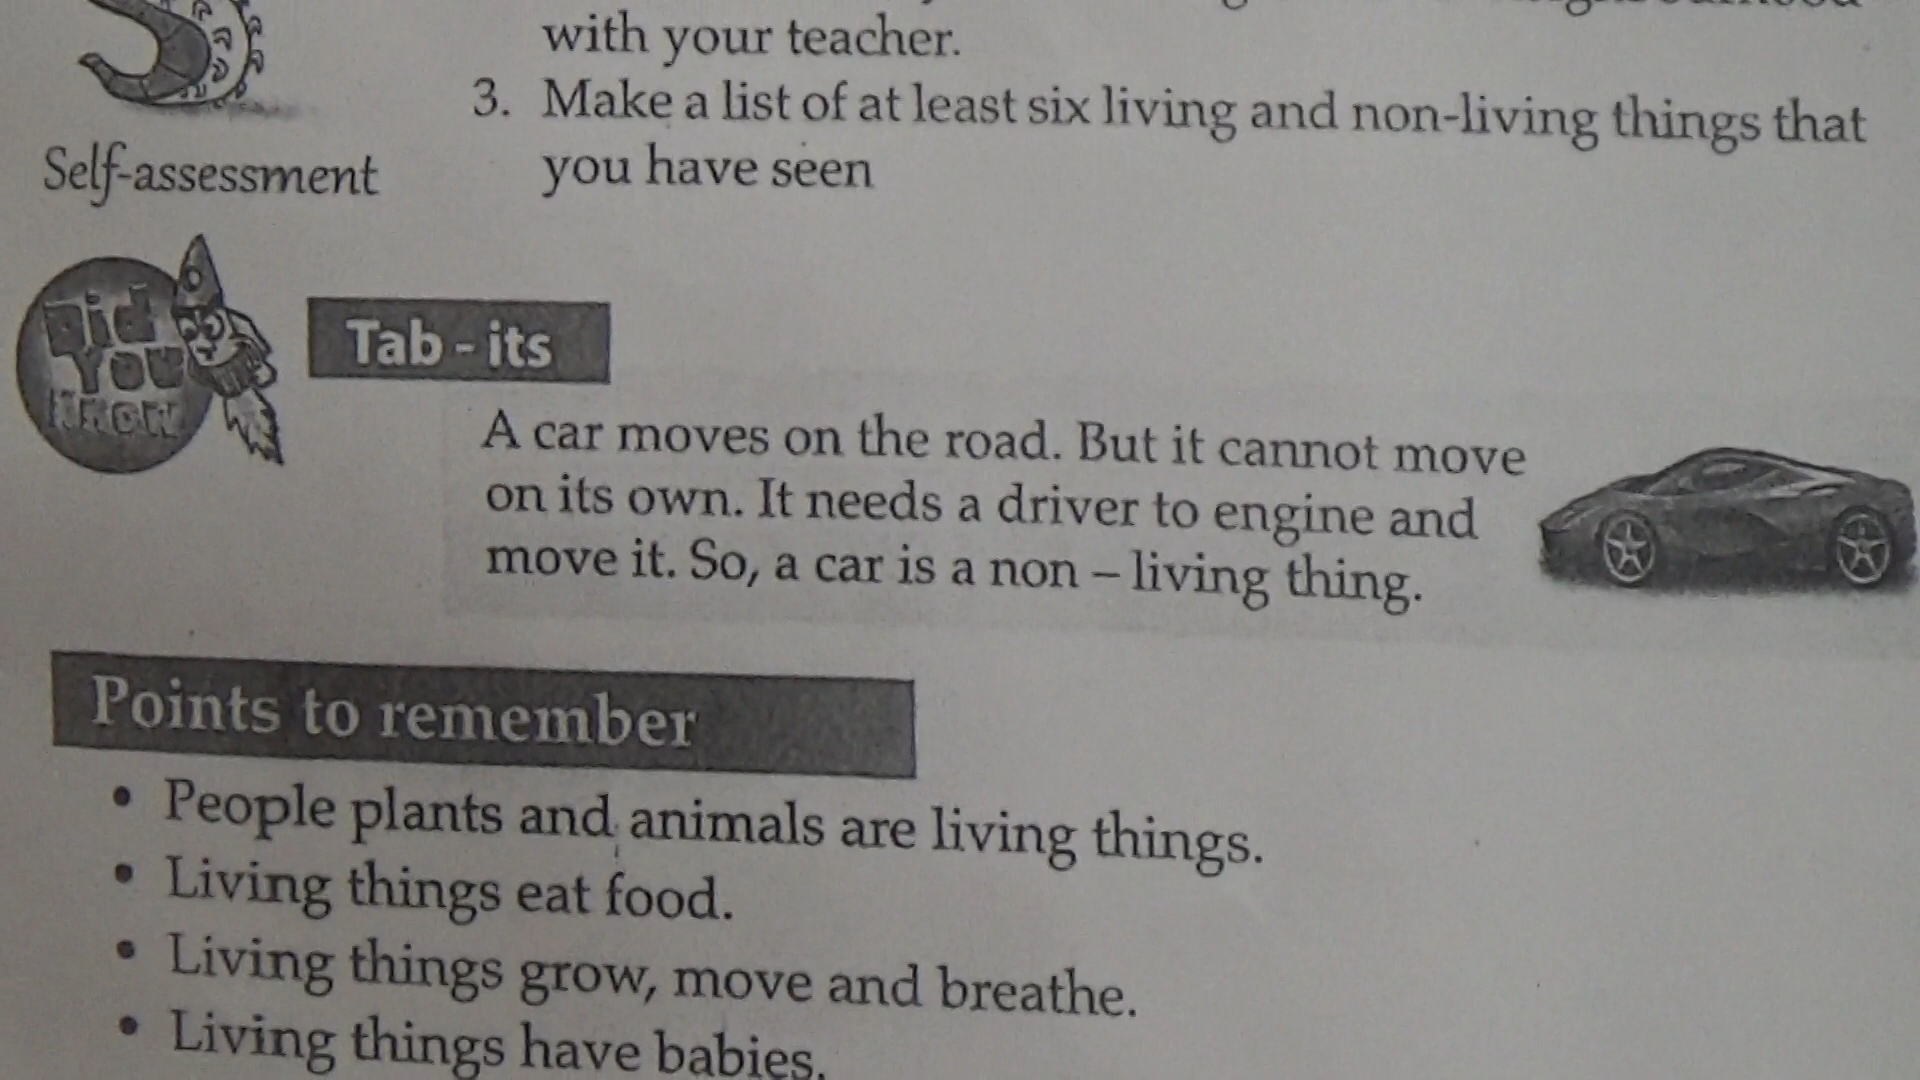 with your teacher.
3. Make a list of at least six living and non-living things that
you have seen
Self-assessment
Did
You
Know
Tab - its
A car moves on the road. But it cannot move
on its own. It needs a driver to engine and
move it. So, a car is a non – living thing.
Points to remember
• People plants and animals are living things.
• Living things eat food.
• Living things grow, move and breathe.
• Living things have babies.